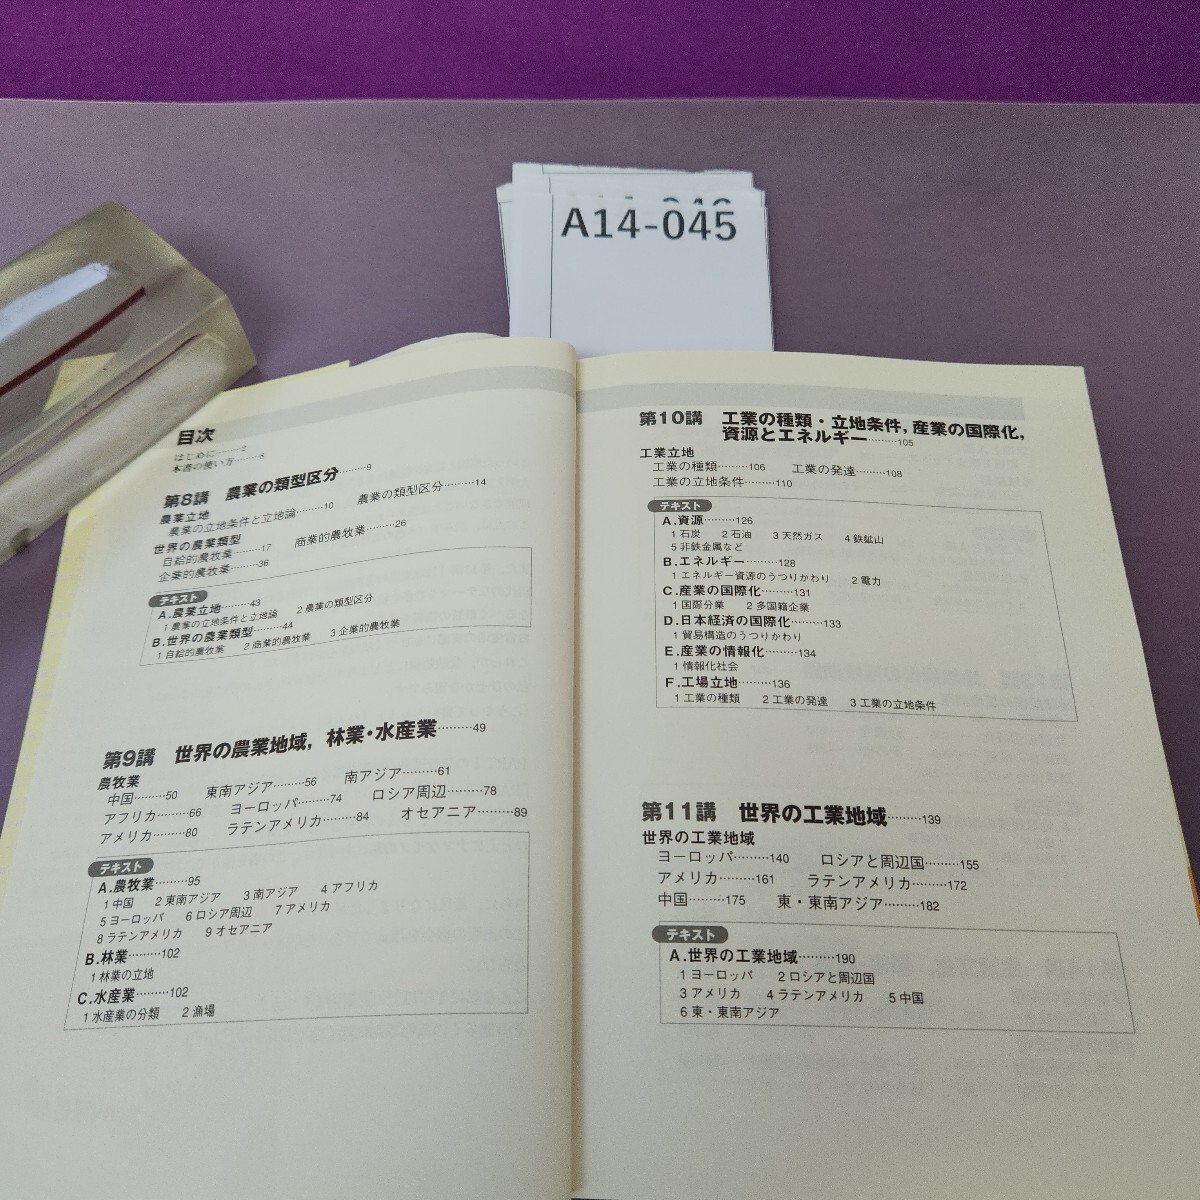 A14-045
目次
はじめに……2
本書の使い方……8
第8講 農業の類型区分………9
農業立地
農業の立地条件と立地論………10 農業の類型区分………14
世界の農業類型
自給的農牧業………17 商業的農牧業………26
企業的農牧業………36
テキスト
A.農業立地………43
1 農業の立地条件と立地論 2 農業の類型区分
B.世界の農業類型………44
1 自給的農牧業 2 商業的農牧業 3 企業的農牧業
第9講 世界の農業地域，林業・水産業………49
農牧業
中国………50 東南アジア………56 南アジア………61
アフリカ………66 ヨーロッパ………74 ロシア周辺………78
アメリカ………80 ラテンアメリカ………84 オセアニア………89
テキスト
A.農牧業………95
1 中国 2 東南アジア 3 南アジア 4 アフリカ
5 ヨーロッパ 6 ロシア周辺 7 アメリカ
8 ラテンアメリカ 9 オセアニア
B.林業………102
1 林業の立地
C.水産業………102
1 水産業の分類 2 漁場
第10講 工業の種類・立地条件，産業の国際化，
資源とエネルギー………105
工業立地
工業の種類………106 工業の発達………108
工業の立地条件………110
テキスト
A.資源………126
1 石炭 2 石油 3 天然ガス 4 鉄鉱山
5 非鉄金属など
B.エネルギー………128
1 エネルギー資源のうつりかわり 2 電力
C.産業の国際化………131
1 国際分業 2 多国籍企業
D.日本経済の国際化………133
1 貿易構造のうつりかわり
E.産業の情報化………134
1 情報化社会
F.工場立地………136
1 工業の種類 2 工業の発達 3 工業の立地条件
第11講 世界の工業地域………139
世界の工業地域
ヨーロッパ………140 ロシアと周辺国………155
アメリカ………161 ラテンアメリカ………172
中国………175 東・東南アジア………182
テキスト
A.世界の工業地域………190
1 ヨーロッパ 2 ロシアと周辺国
3 アメリカ 4 ラテンアメリカ 5 中国
6 東・東南アジア